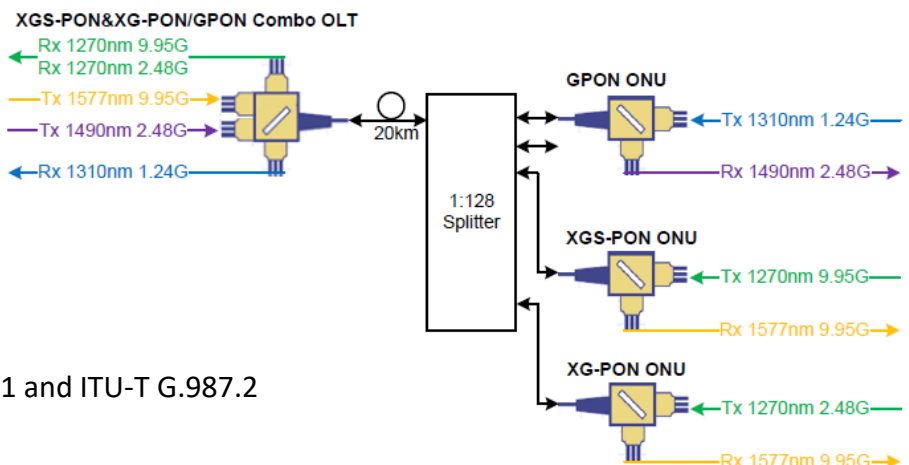 XGS-PON&XG-PON/GPON Combo OLT
Rx 1270nm 9.95G
Rx 1270nm 2.48G
Tx 1577nm 9.95G
Tx 1490nm 2.48G
Rx 1310nm 1.24G
20km
1:128
Splitter
GPON ONU
Tx 1310nm 1.24G
Rx 1490nm 2.48G
XGS-PON ONU
Tx 1270nm 9.95G
Rx 1577nm 9.95G
XG-PON ONU
Tx 1270nm 2.48G
Rx 1577nm 9.95G
1 and ITU-T G.987.2